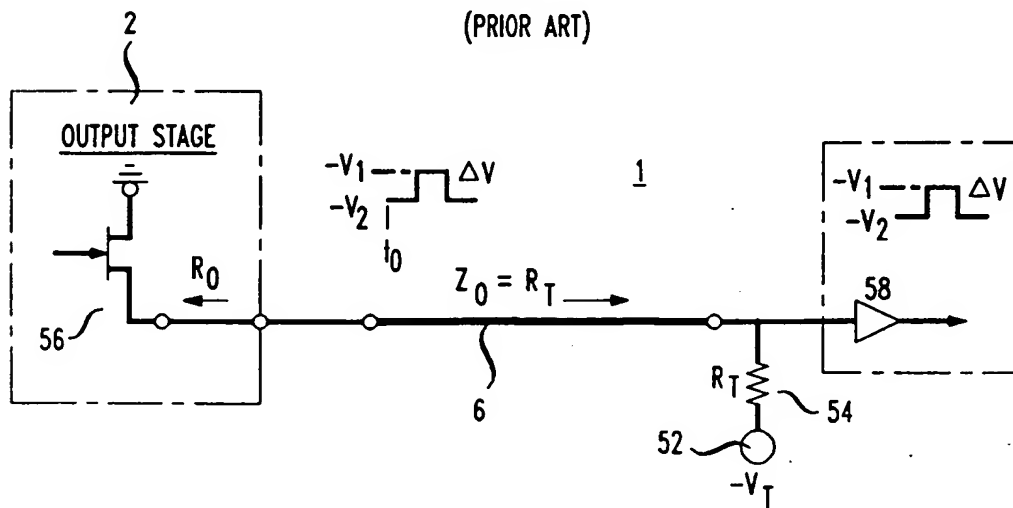 (PRIOR ART)
2
OUTPUT STAGE
-V1
ΔV
-V2
t0
1
-V1
ΔV
-V2
R0
Z0 = RT
58
56
6
RT
54
52
-VT